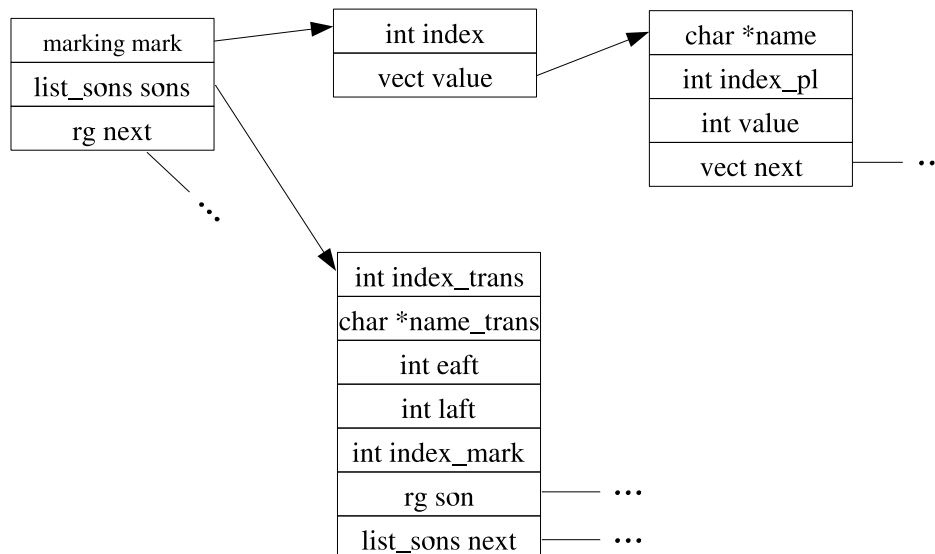 marking mark
list_sons sons
rg next
...
int index
vect value
char *name
int index_pl
int value
vect next
..
int index_trans
char *name_trans
int eaft
int laft
int index_mark
rg son
...
list_sons next
...